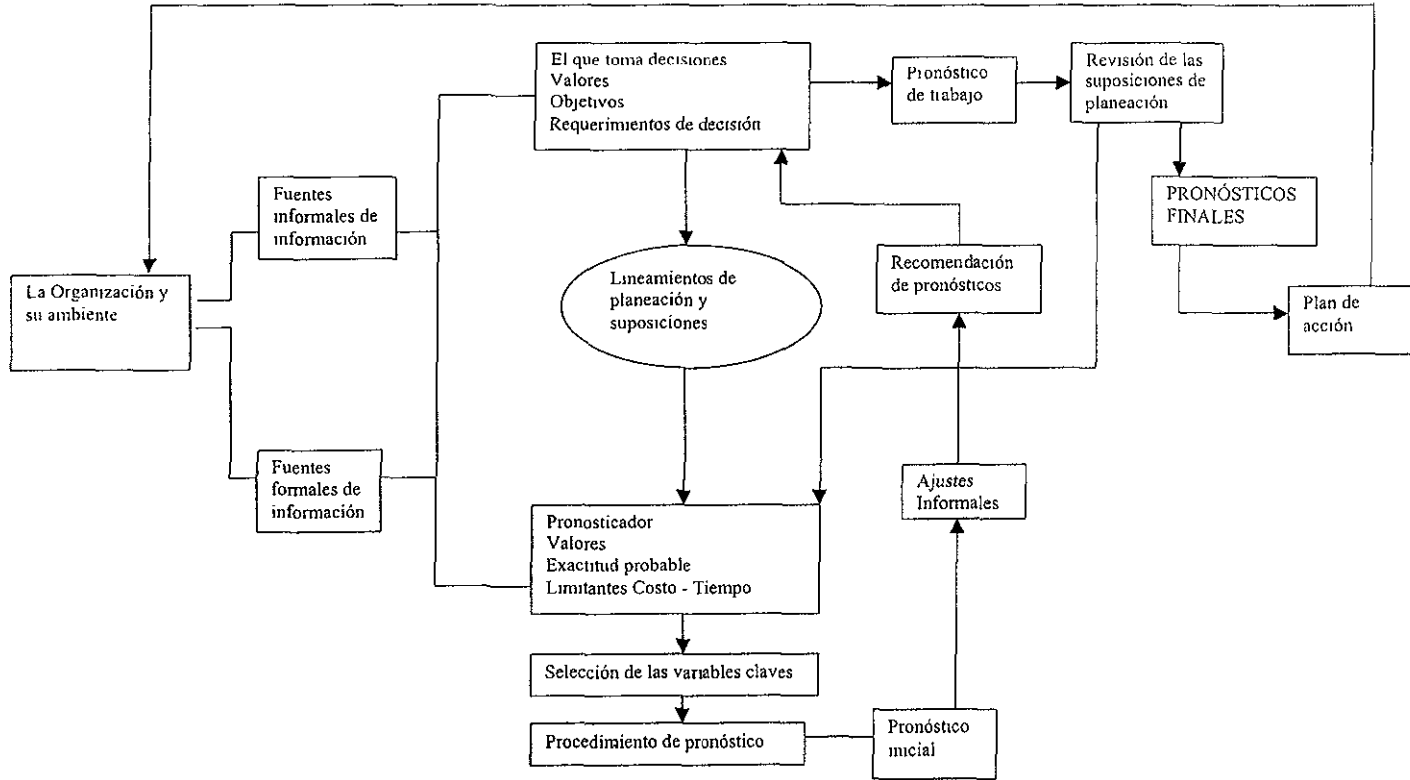 El que toma decisiones
Valores
Objetivos
Requerimientos de decisión
Pronóstico
de trabajo
Revisión de las
suposiciones de
planeación
Fuentes
informales de
información
PRONÓSTICOS
FINALES
La Organización y
su ambiente
Lineamientos de
planeación y
suposiciones
Recomendación
de pronósticos
Plan de
acción
Fuentes
formales de
información
Ajustes
Informales
Pronosticador
Valores
Exactitud probable
Limitantes Costo - Tiempo
Selección de las variables claves
Procedimiento de pronóstico
Pronóstico
inicial